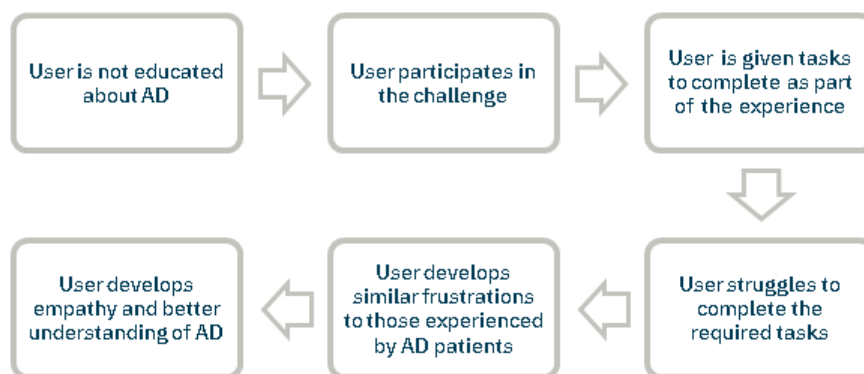 User is not educated
about AD
User participates in
the challenge
User is given tasks
to complete as part
of the experience
User struggles to
complete the
required tasks
User develops
similar frustrations
to those experienced
by AD patients
User develops
empathy and better
understanding of AD